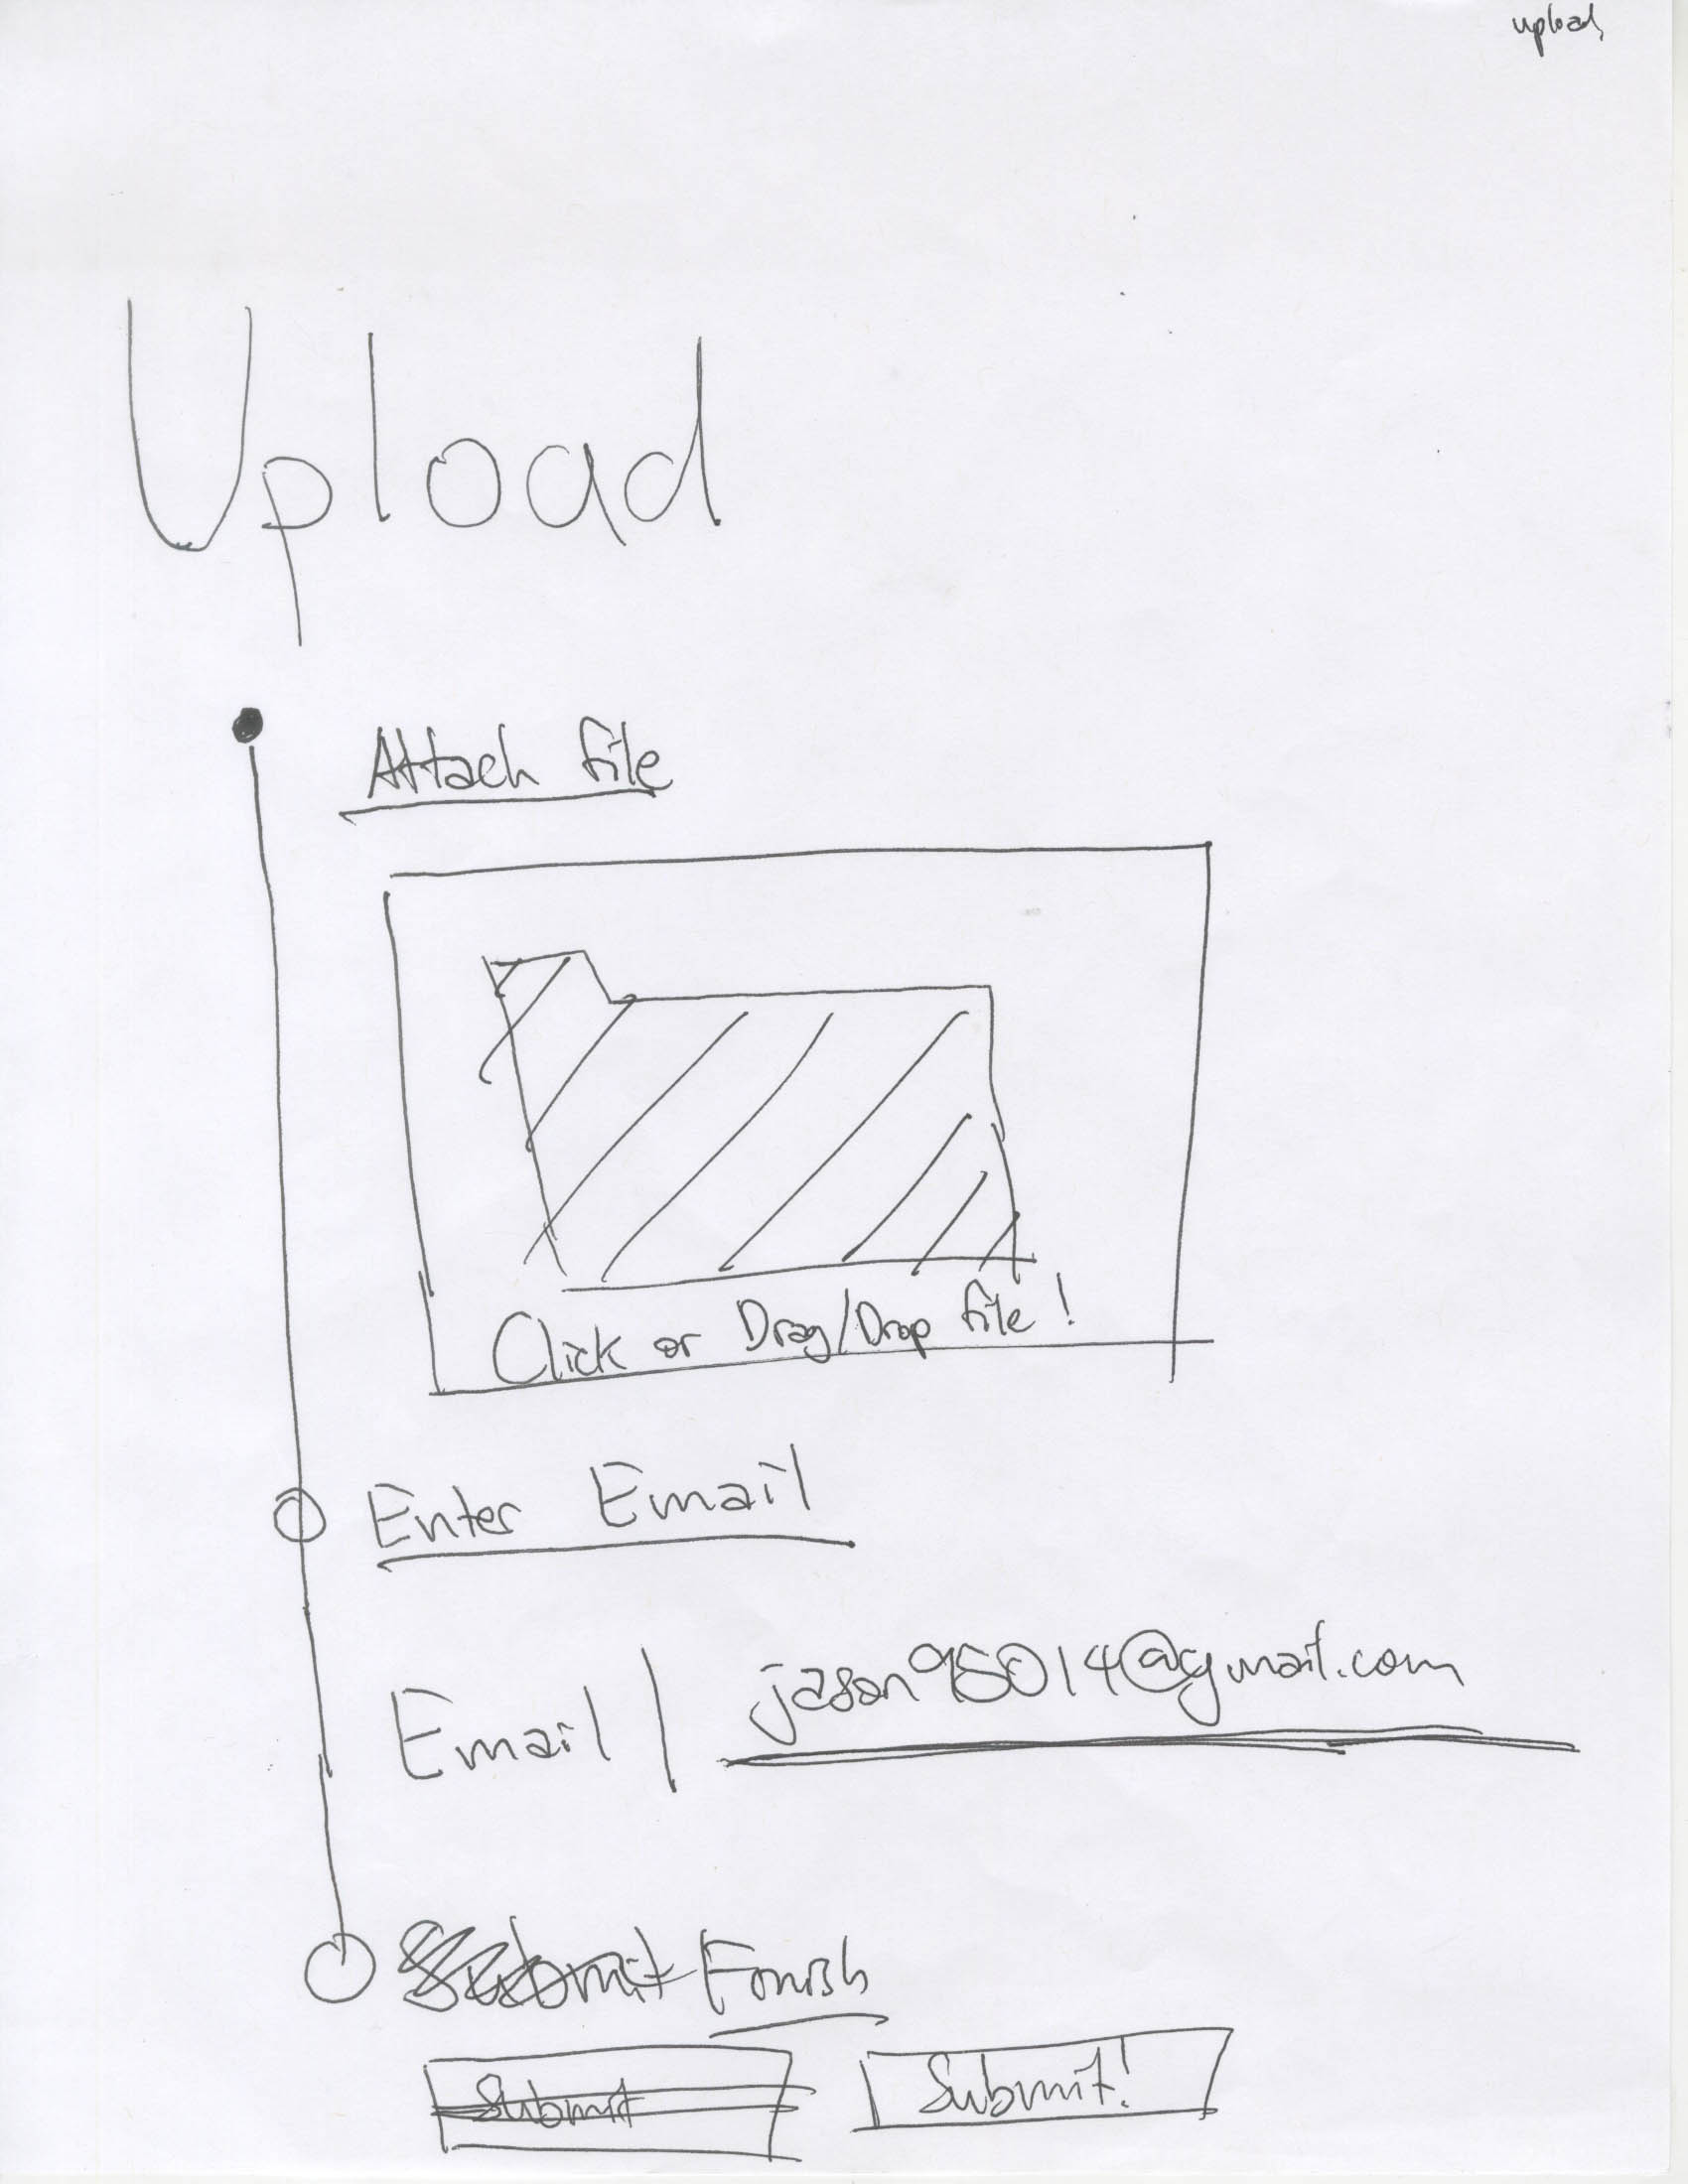 upload
Upload
Attach file
Click or Drag/Drop file!
Enter Email
Email | jason95014@gmail.com
Submit Finish
Submit Submit!